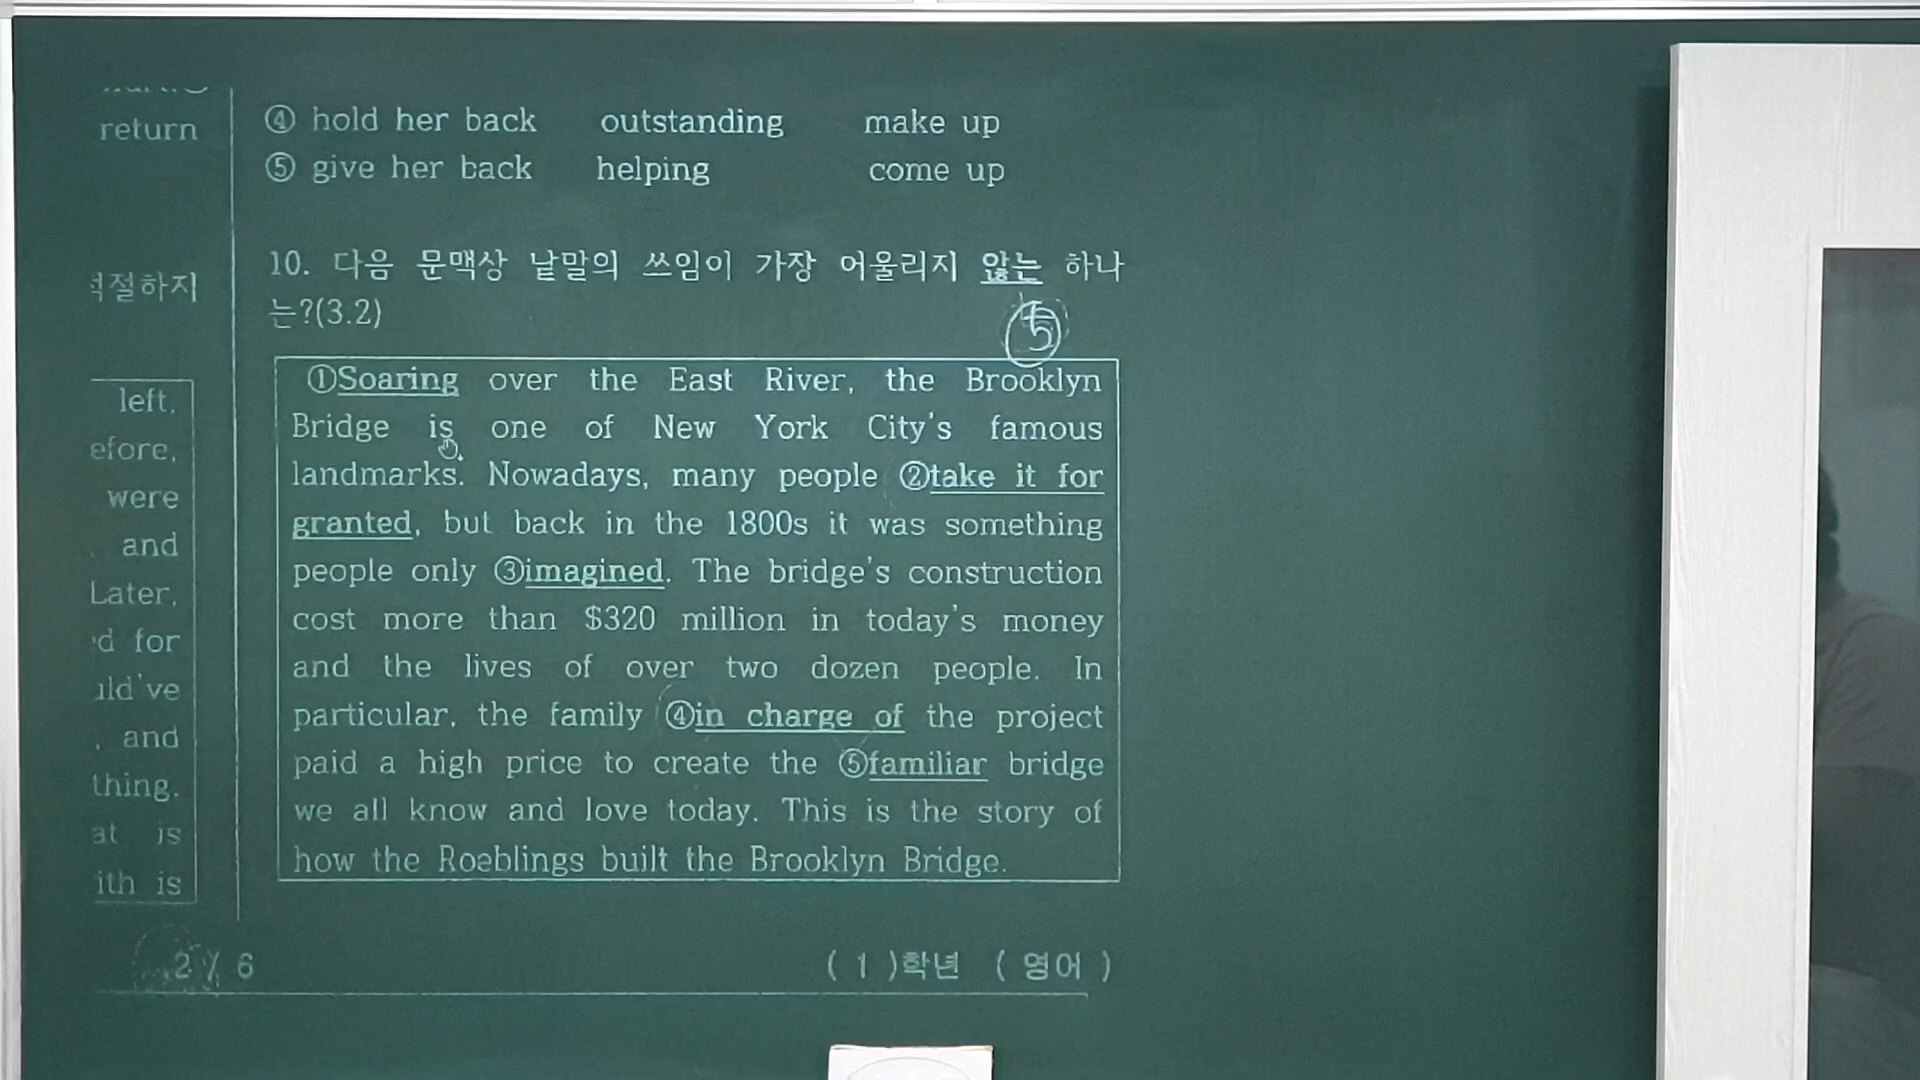 return
적절하지
left,
efore,
were
and
Later,
d for
uld've
, and
thing.
at is
ith is
④ hold her back outstanding make up
⑤ give her back helping come up
10. 다음 문맥상 낱말의 쓰임이 가장 어울리지 않는 하나
는?(3.2)
⑤
①Soaring over the East River, the Brooklyn
Bridge is one of New York City's famous
landmarks. Nowadays, many people ②take it for
granted, but back in the 1800s it was something
people only ③imagined. The bridge's construction
cost more than $320 million in today's money
and the lives of over two dozen people. In
particular, the family ④in charge of the project
paid a high price to create the ⑤familiar bridge
we all know and love today. This is the story of
how the Roeblings built the Brooklyn Bridge.
2 / 6
( 1 )학년 ( 영어 )